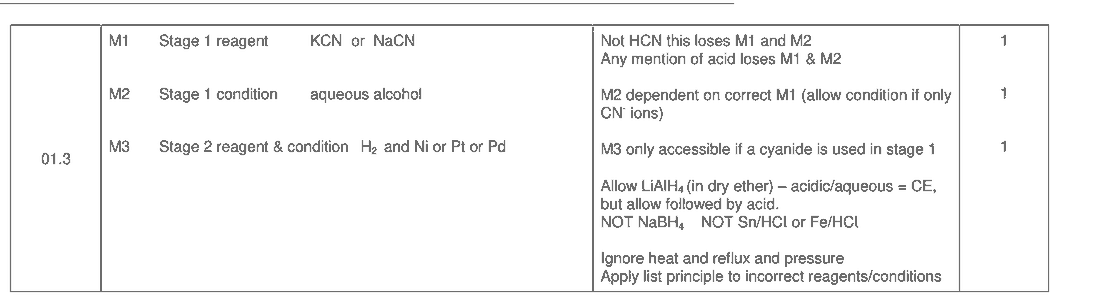 M1 Stage 1 reagent KCN or NaCN
Not HCN this loses M1 and M2
1
Any mention of acid loses M1 & M2
M2 Stage 1 condition aqueous alcohol
M2 dependent on correct M1 (allow condition if only
1
CN⁻ ions)
01.3
M3 Stage 2 reagent & condition H₂ and Ni or Pt or Pd
M3 only accessible if a cyanide is used in stage 1
1
Allow LiAlH₄ (in dry ether) – acidic/aqueous = CE,
but allow followed by acid.
NOT NaBH₄ NOT Sn/HCl or Fe/HCl
Ignore heat and reflux and pressure
Apply list principle to incorrect reagents/conditions